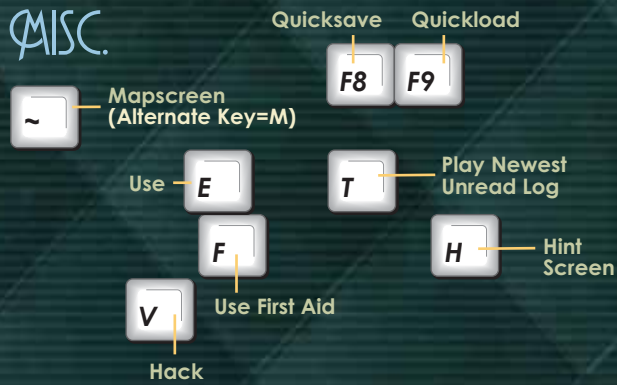 MISC.
Quicksave
Quickload
F8
F9
~
Mapscreen
(Alternate Key=M)
Use
E
T
Play Newest
Unread Log
F
Use First Aid
H
Hint
Screen
V
Hack